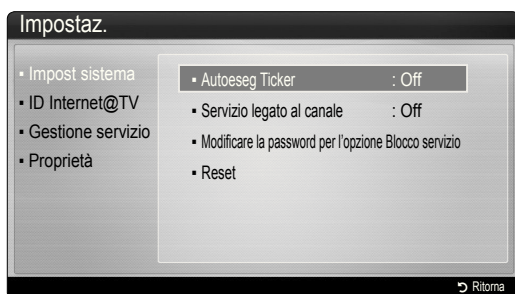 Impostaz.
▪ Impost sistema
▪ ID Internet@TV
▪ Gestione servizio
▪ Proprietà
▪ Autoeseg Ticker : Off
▪ Servizio legato al canale : Off
▪ Modificare la password per l'opzione Blocco servizio
▪ Reset
Ritorna